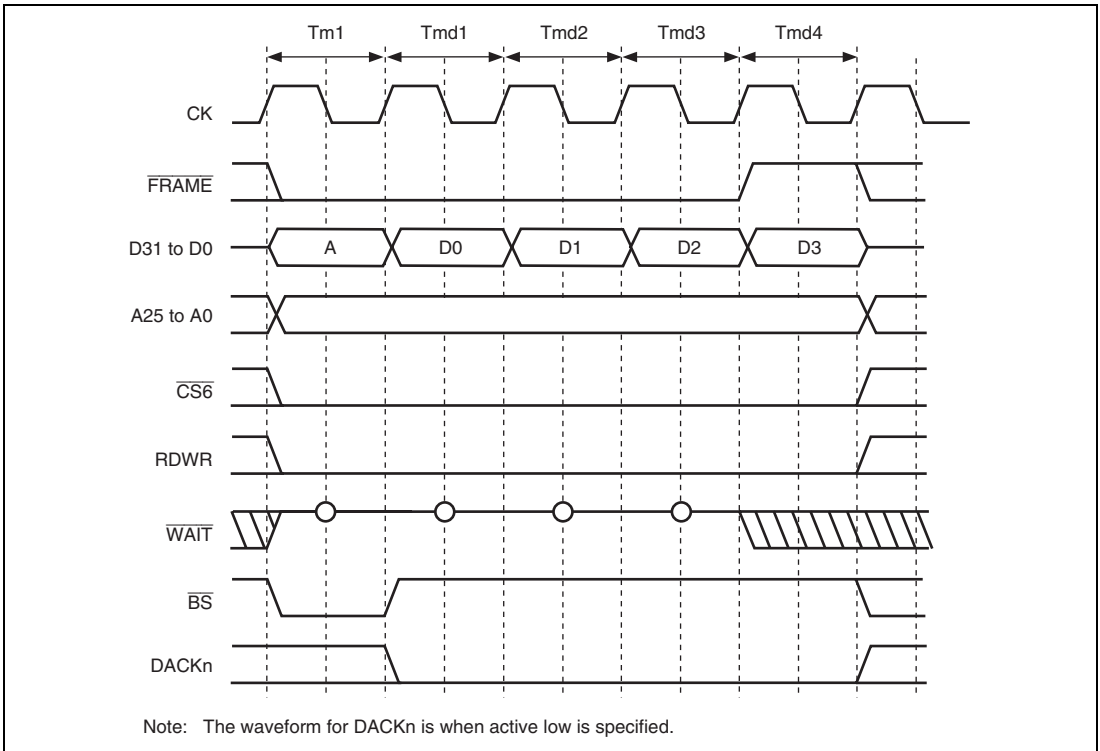 Tm1 Tmd1 Tmd2 Tmd3 Tmd4
CK
FRAME
D31 to D0 A D0 D1 D2 D3
A25 to A0
CS6
RDWR
WAIT
BS
DACKn
Note: The waveform for DACKn is when active low is specified.